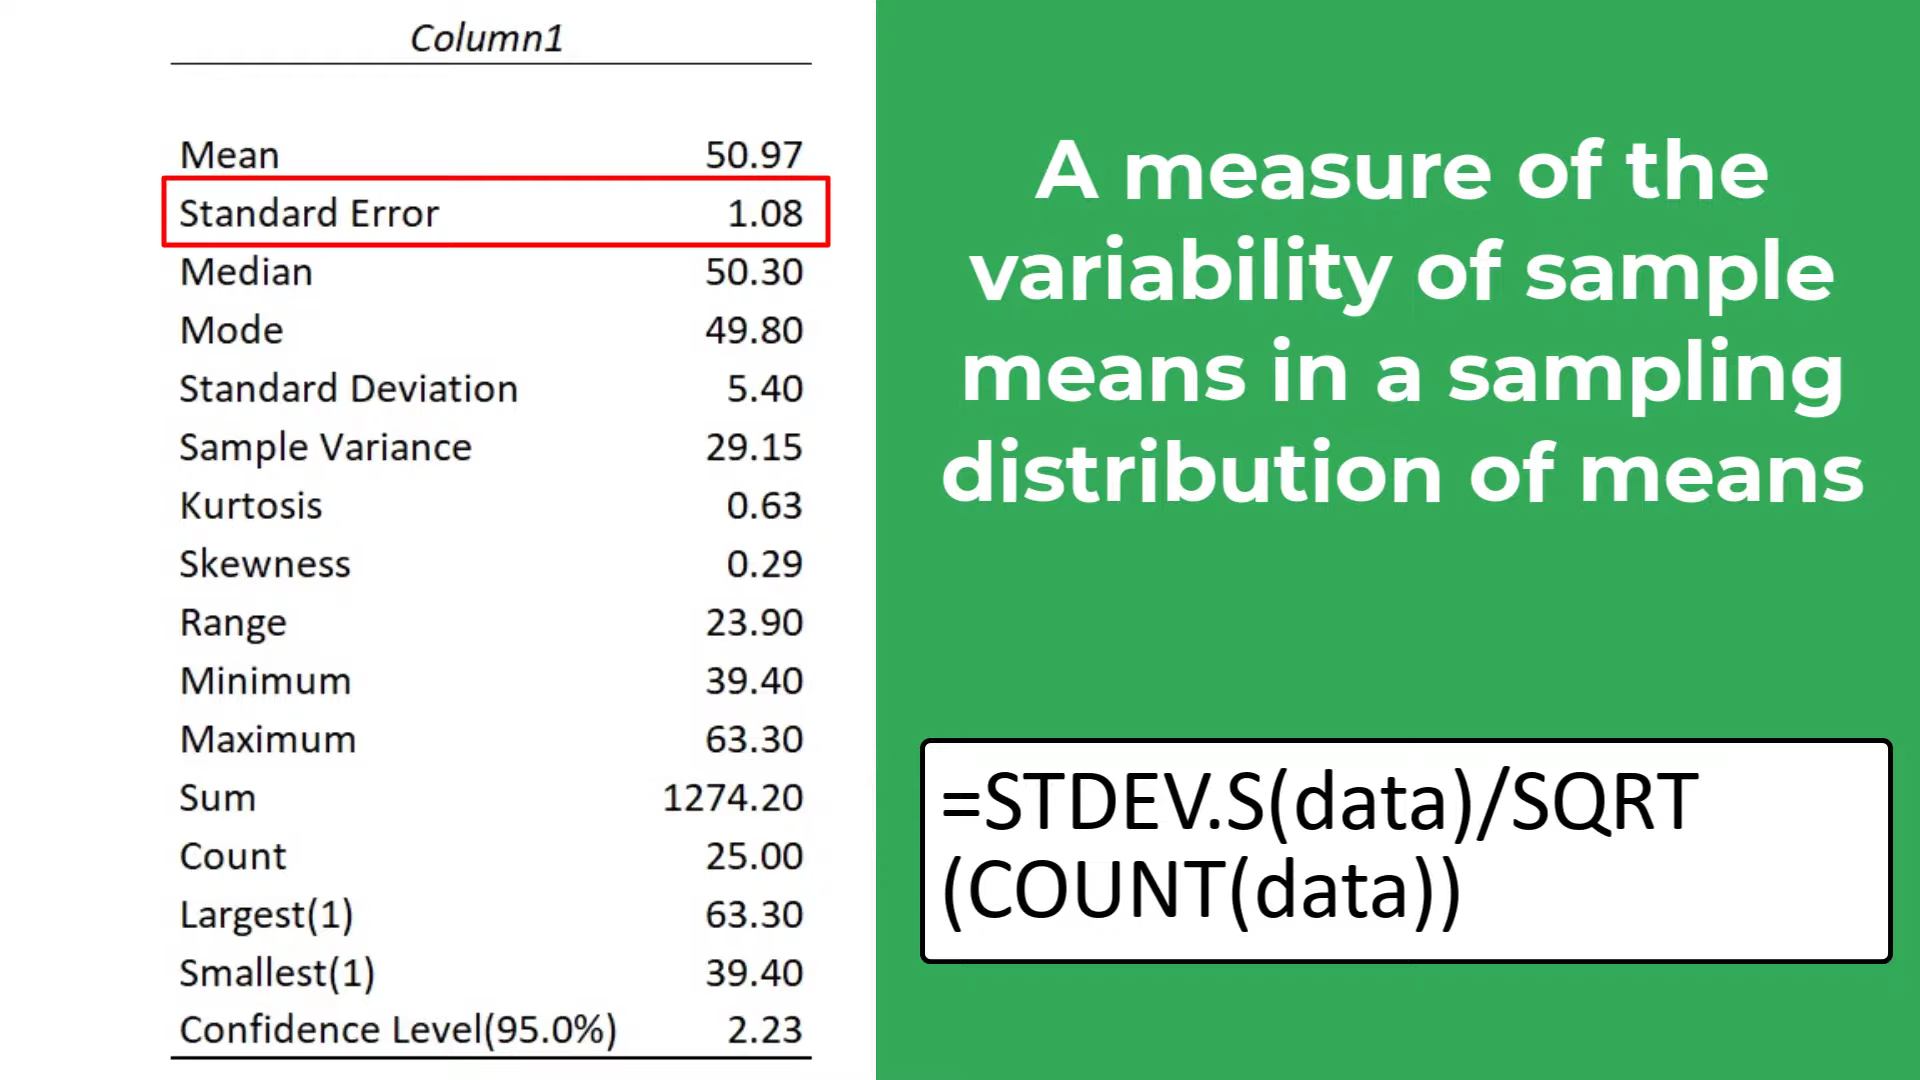 Column1
Mean 50.97
Standard Error 1.08
Median 50.30
Mode 49.80
Standard Deviation 5.40
Sample Variance 29.15
Kurtosis 0.63
Skewness 0.29
Range 23.90
Minimum 39.40
Maximum 63.30
Sum 1274.20
Count 25.00
Largest(1) 63.30
Smallest(1) 39.40
Confidence Level(95.0%) 2.23
A measure of the
variability of sample
means in a sampling
distribution of means
=STDEV.S(data)/SQRT
(COUNT(data))